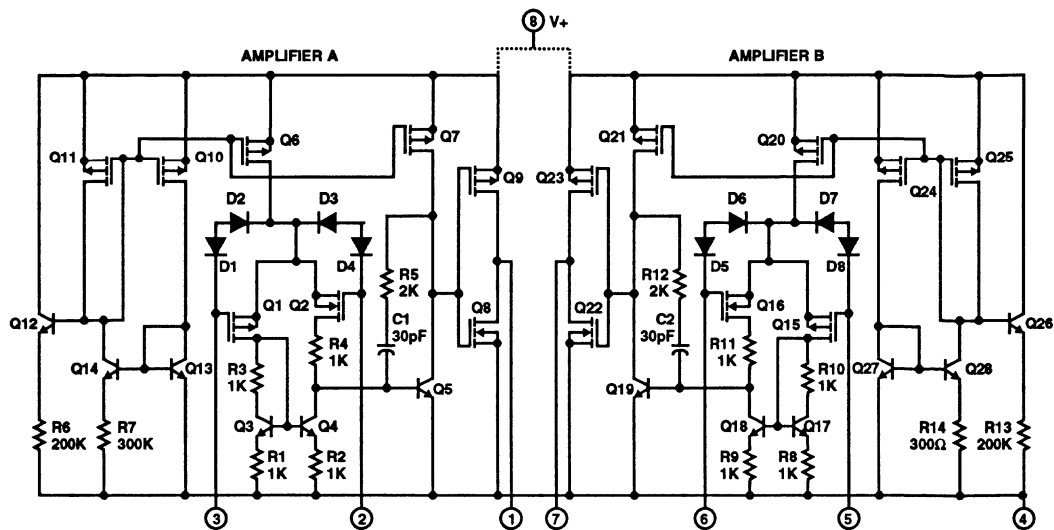 8 V+
AMPLIFIER A
AMPLIFIER B
Q11
Q10
Q6
Q7
Q9
Q21
Q23
Q20
Q24
Q25
D2
D3
D1
D4
D6
D7
D5
D8
R5
2K
R12
2K
Q1
Q2
Q8
Q22
Q16
Q15
C1
30pF
C2
30pF
Q12
Q26
R4
1K
R11
1K
Q14
Q13
R3
1K
R10
1K
Q5
Q19
Q27
Q28
R6
200K
R7
300K
Q3
Q4
Q18
Q17
R14
300Ω
R13
200K
R1
1K
R2
1K
R9
1K
R8
1K
3
2
1
7
6
5
4